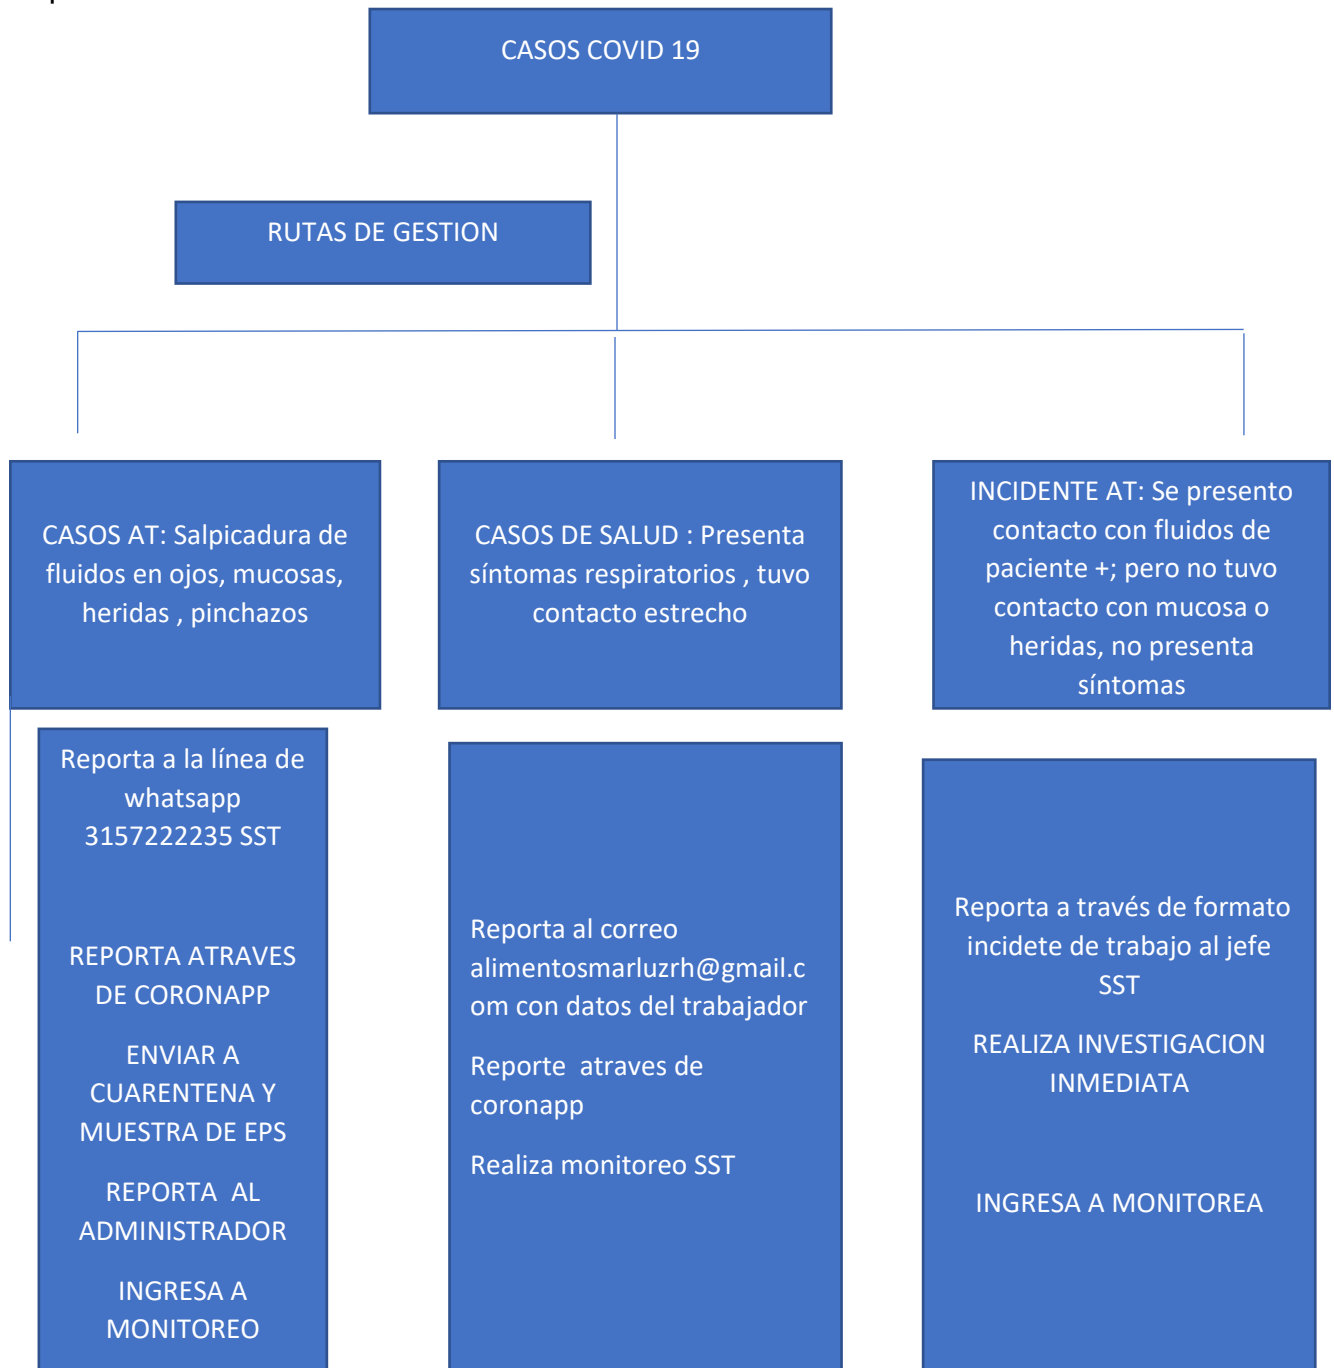 CASOS COVID 19
RUTAS DE GESTION
CASOS AT: Salpicadura de
fluidos en ojos, mucosas,
heridas , pinchazos
CASOS DE SALUD : Presenta
síntomas respiratorios , tuvo
contacto estrecho
INCIDENTE AT: Se presento
contacto con fluidos de
paciente +; pero no tuvo
contacto con mucosa o
heridas, no presenta
síntomas
Reporta a la línea de
whatsapp
3157222235 SST
REPORTA ATRAVES
DE CORONAPP
ENVIAR A
CUARENTENA Y
MUESTRA DE EPS
REPORTA  AL
ADMINISTRADOR
INGRESA A
MONITOREO
Reporta al correo
alimentosmarluzrh@gmail.c
om con datos del trabajador
Reporte  atraves de
coronapp
Realiza monitoreo SST
Reporta a través de formato
incidete de trabajo al jefe
SST
REALIZA INVESTIGACION
INMEDIATA
INGRESA A MONITOREA